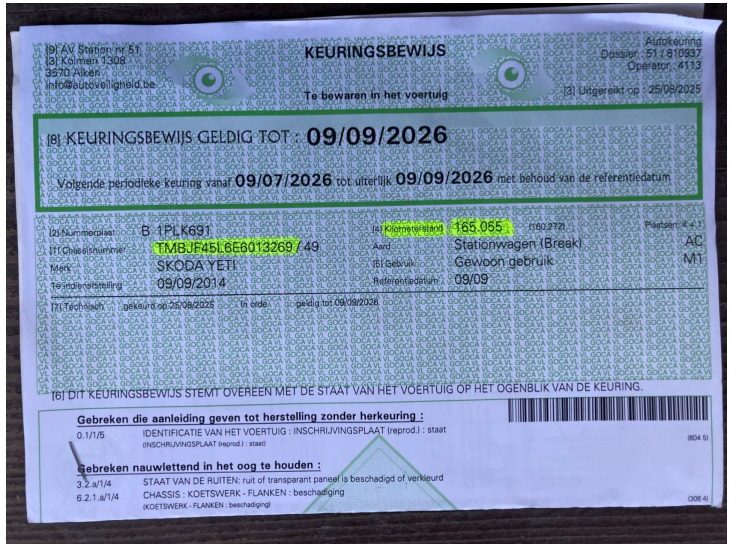 [9] AV Station nr 51
[3] Kolmen 1308
3570 Alken
info@autoveiligheid.be
KEURINGSBEWIJS
Te bewaren in het voertuig
Autokeuring
Dossier : 51 / 810937
Operator : 4113
[3] Uitgereikt op : 25/08/2025
[8] KEURINGSBEWIJS GELDIG TOT : 09/09/2026
Volgende periodieke keuring vanaf 09/07/2026 tot uiterlijk 09/09/2026 met behoud van de referentiedatum
[2] Nummerplaat B 1PLK691
[1] Chassisnummer TMBJF45L6E6013269 / 49
Merk SKODA YETI
1e indienststelling 09/09/2014
[4] Kilometerstand 165.055 (160.272) Plaatsen: 4 + 1
Aard Stationwagen (Break) AC
[5] Gebruik Gewoon gebruik M1
Referentiedatum 09/09
[7] Technisch gekeurd op 25/08/2025 In orde geldig tot 09/09/2026
[6] DIT KEURINGSBEWIJS STEMT OVEREEN MET DE STAAT VAN HET VOERTUIG OP HET OGENBLIK VAN DE KEURING.
Gebreken die aanleiding geven tot herstelling zonder herkeuring :
0.1/1/5 IDENTIFICATIE VAN HET VOERTUIG : INSCHRIJVINGSPLAAT (reprod.) : staat
(INSCHRIJVINGSPLAAT (reprod.) : staat)
(604 5)
Gebreken nauwlettend in het oog te houden :
3.2.a/1/4 STAAT VAN DE RUITEN: ruit of transparant paneel is beschadigd of verkleurd
6.2.1.a/1/4 CHASSIS : KOETSWERK - FLANKEN : beschadiging
(KOETSWERK - FLANKEN : beschadiging)
(306 4)